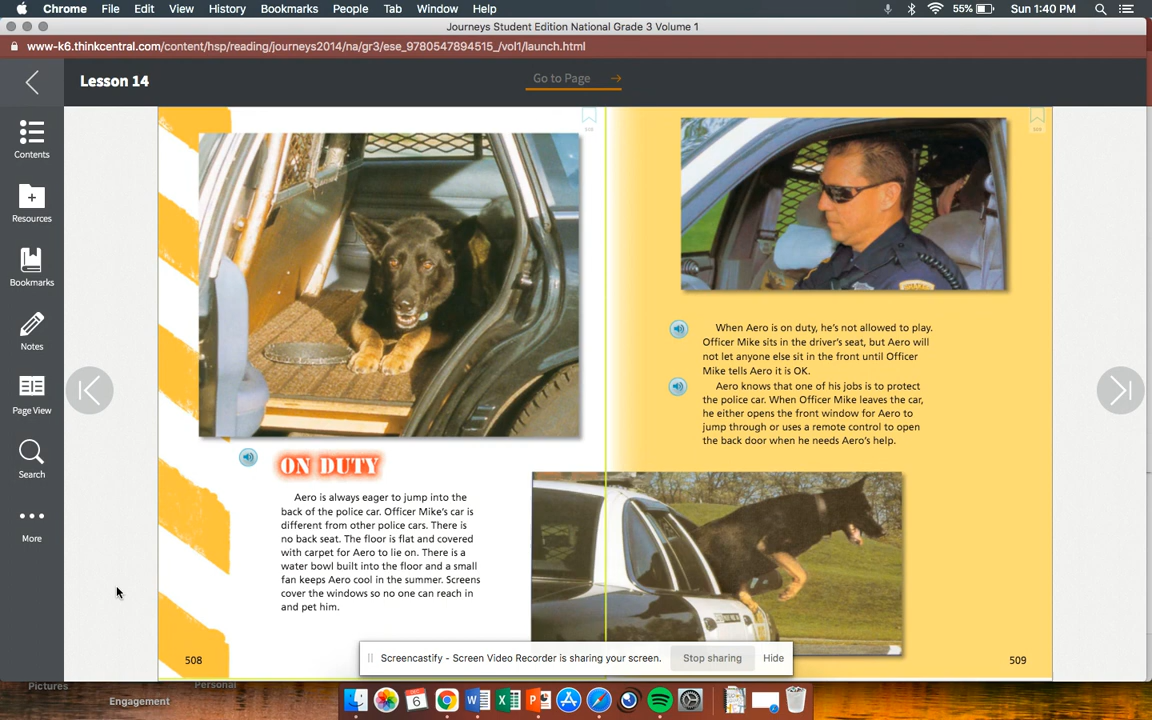 Chrome File Edit View History Bookmarks People Tab Window Help 55% Sun 1:40 PM
Journeys Student Edition National Grade 3 Volume 1
www-k6.thinkcentral.com/content/hsp/reading/journeys2014/na/gr3/ese_9780547894515_/vol1/launch.html
Lesson 14
Go to Page
Contents
Resources
Bookmarks
Notes
Page View
Search
More
ON DUTY
Aero is always eager to jump into the
back of the police car. Officer Mike's car is
different from other police cars. There is
no back seat. The floor is flat and covered
with carpet for Aero to lie on. There is a
water bowl built into the floor and a small
fan keeps Aero cool in the summer. Screens
cover the windows so no one can reach in
and pet him.
508
When Aero is on duty, he's not allowed to play.
Officer Mike sits in the driver's seat, but Aero will
not let anyone else sit in the front until Officer
Mike tells Aero it is OK.
Aero knows that one of his jobs is to protect
the police car. When Officer Mike leaves the car,
he either opens the front window for Aero to
jump through or uses a remote control to open
the back door when he needs Aero's help.
509
Screencastify - Screen Video Recorder is sharing your screen. Stop sharing Hide
Pictures
Personal
Engagement
6